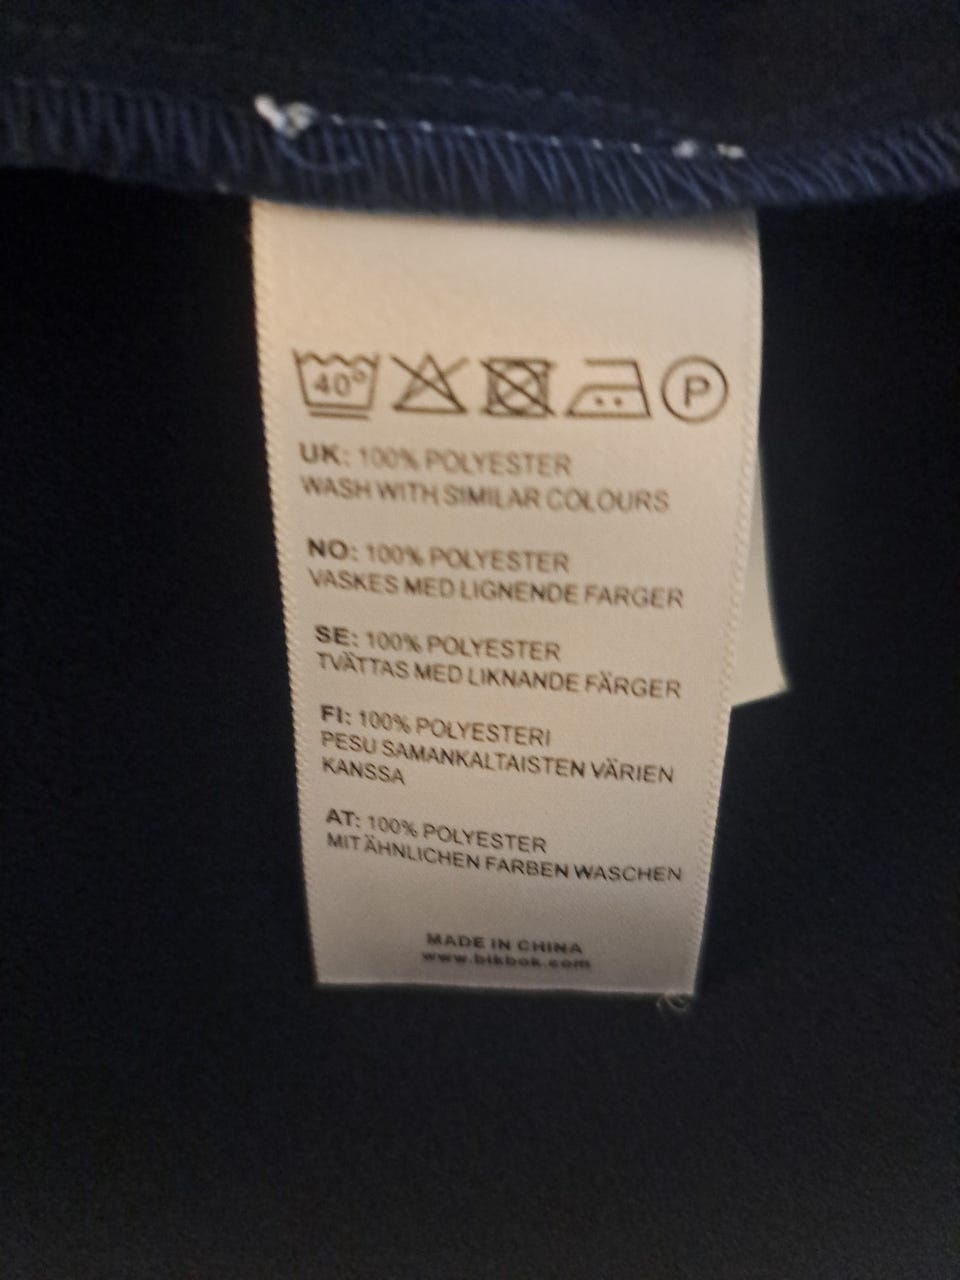 40°
P
UK: 100% POLYESTER
WASH WITH SIMILAR COLOURS
NO: 100% POLYESTER
VASKES MED LIGNENDE FARGER
SE: 100% POLYESTER
TVÄTTAS MED LIKNANDE FÄRGER
FI: 100% POLYESTERI
PESU SAMANKALTAISTEN VÄRIEN
KANSSA
AT: 100% POLYESTER
MIT ÄHNLICHEN FARBEN WASCHEN
MADE IN CHINA
www.bikbok.com